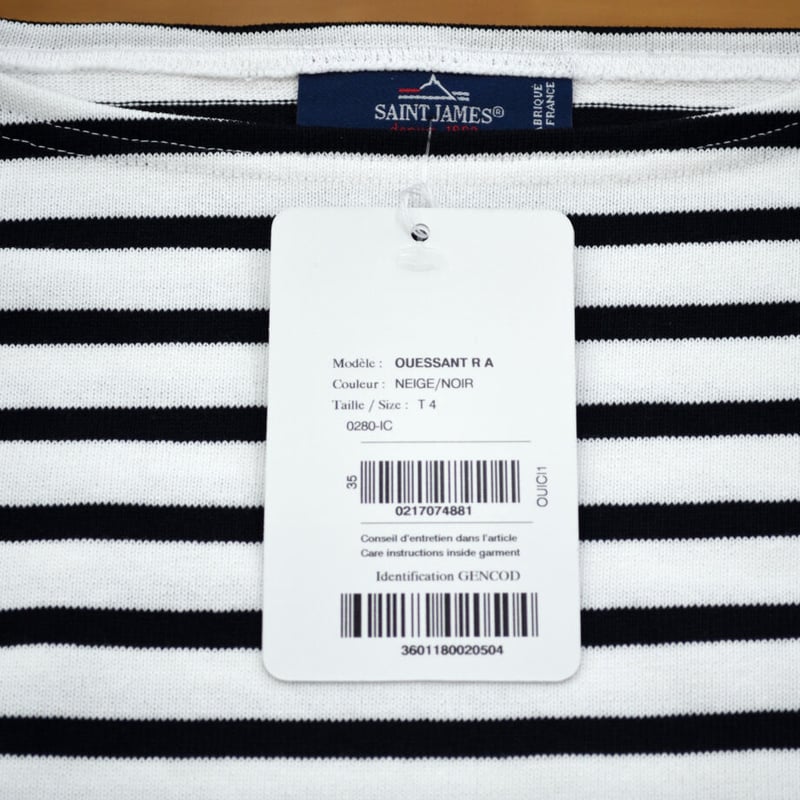 SAINT JAMES®
depuis
FRANCE
Modèle : OUESSANT R A
Couleur : NEIGE/NOIR
Taille / Size : T 4
0280-IC
35
OUICI1
0217074881
Conseil d'entretien dans l'article
Care instructions inside garment
Identification GENCOD
3601180020504